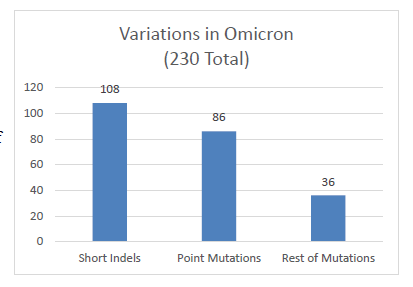 Variations in Omicron
(230 Total)
120
100
80
60
40
20
0
108
86
36
Short Indels
Point Mutations
Rest of Mutations